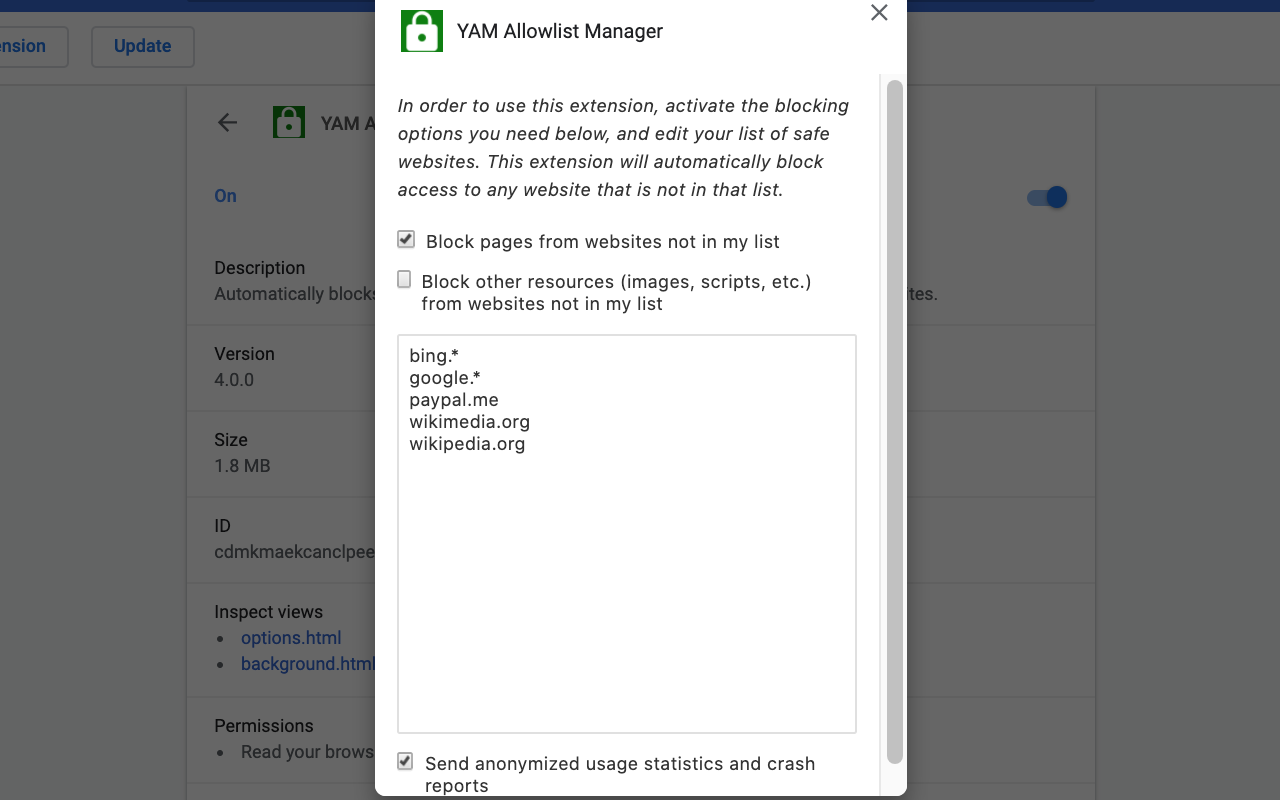 YAM Allowlist Manager
In order to use this extension, activate the blocking
options you need below, and edit your list of safe
websites. This extension will automatically block
access to any website that is not in that list.
Block pages from websites not in my list
Block other resources (images, scripts, etc.)
from websites not in my list
bing.*
google.*
paypal.me
wikimedia.org
wikipedia.org
Send anonymized usage statistics and crash
reports
ension
Update
YAM A
On
Description
Automatically blocks
ites.
Version
4.0.0
Size
1.8 MB
ID
cdmkmaekcanclpee
Inspect views
options.html
background.html
Permissions
Read your brows